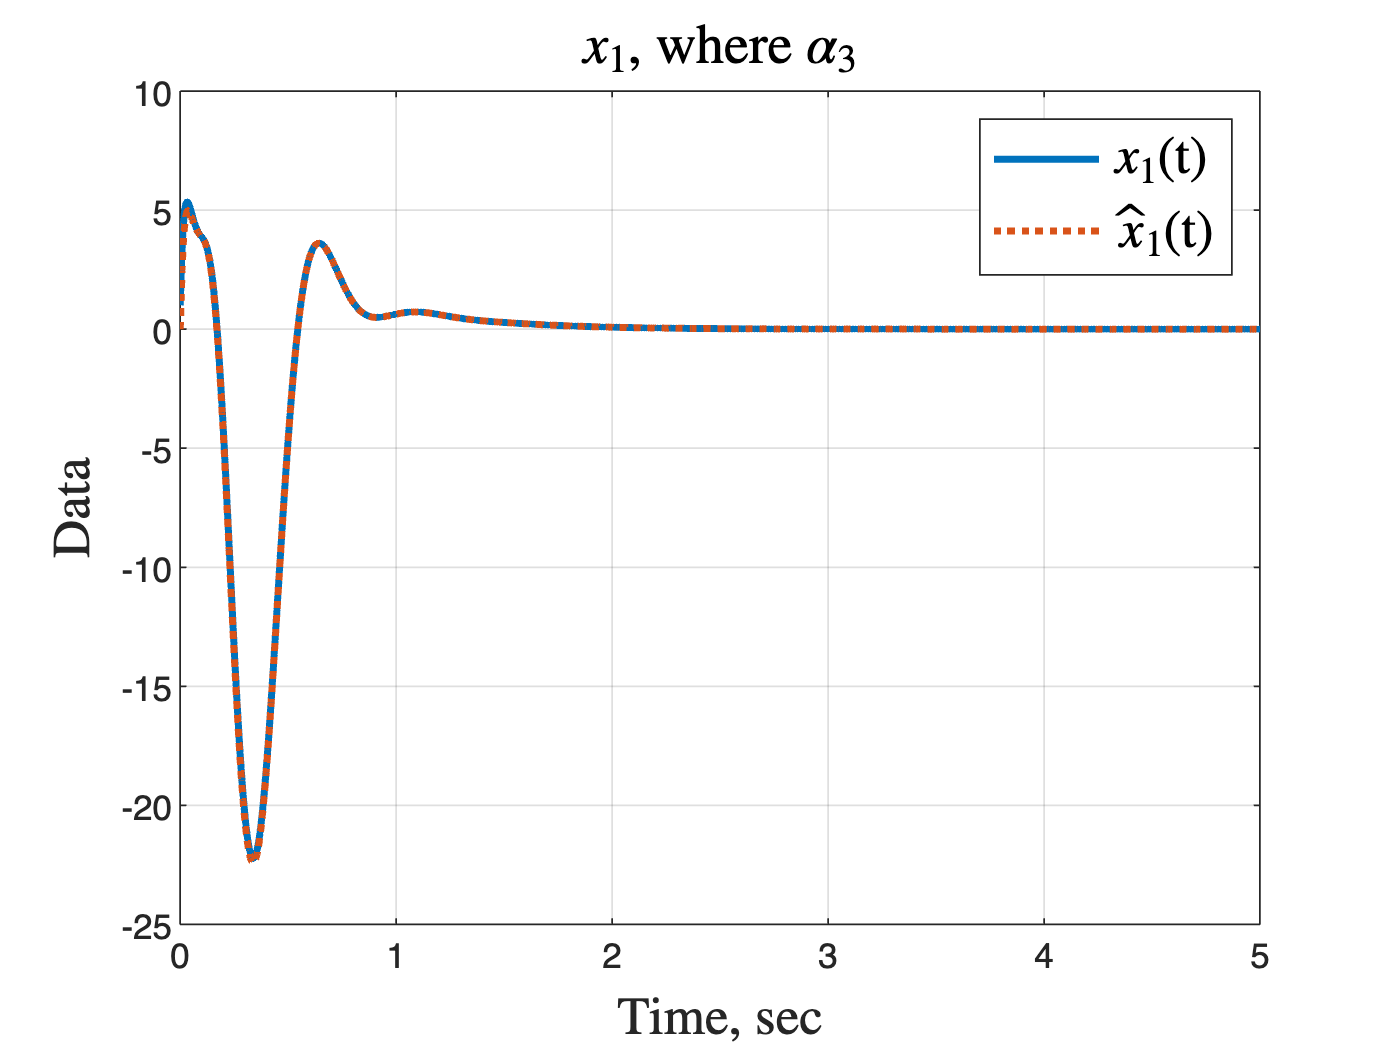 x₁, where α₃
10
5
0
-5
-10
-15
-20
-25
Data
x₁(t)
x̂₁(t)
0 1 2 3 4 5
Time, sec